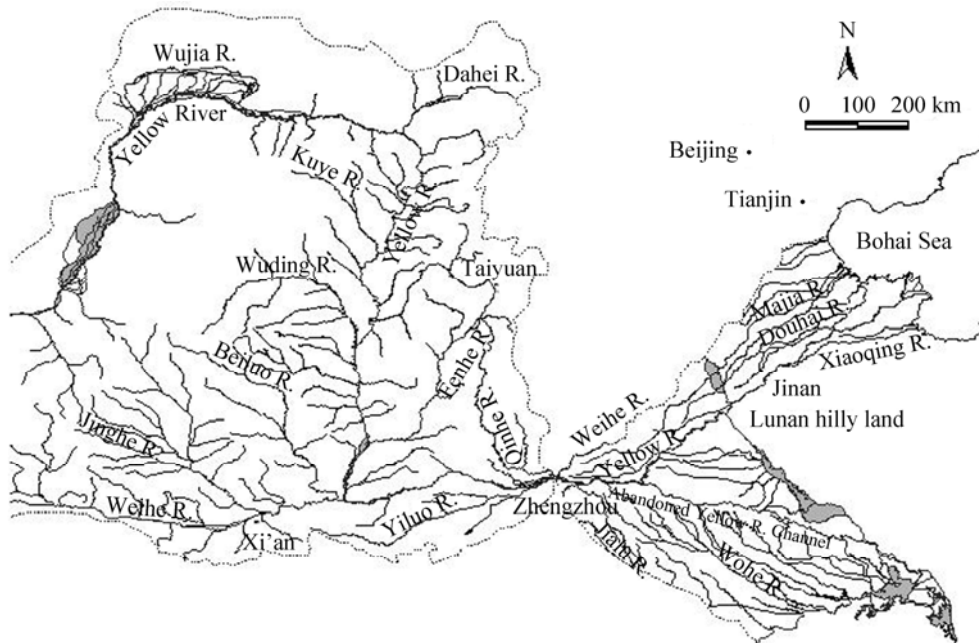 Wujia R.
Dahei R.
N
0 100 200 km
Yellow River
Beijing
Kuye R.
Yellow R.
Tianjin
Bohai Sea
Wuding R.
Taiyuan
Majia R.
Douhai R.
Beiluo R.
Fenhe R.
Xiaoqing R.
Jinan
Qinhe R.
Weihe R.
Lunan hilly land
Jinghe R.
Yellow R.
Weihe R.
Yiluo R.
Zhengzhou
Abandoned Yellow R. Channel
Xi'an
Jialu R.
Wohe R.